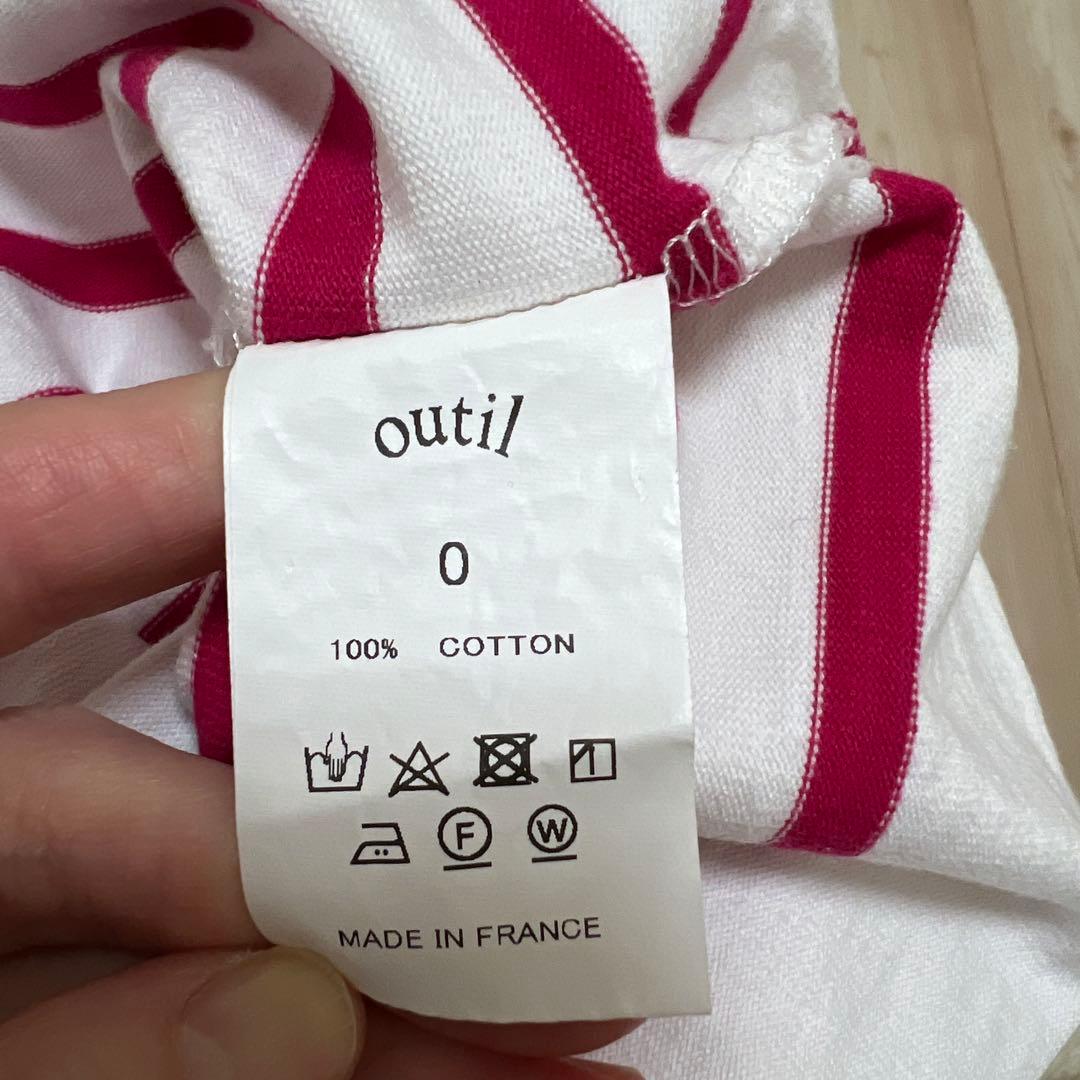 outil
0
100% COTTON
F W
MADE IN FRANCE